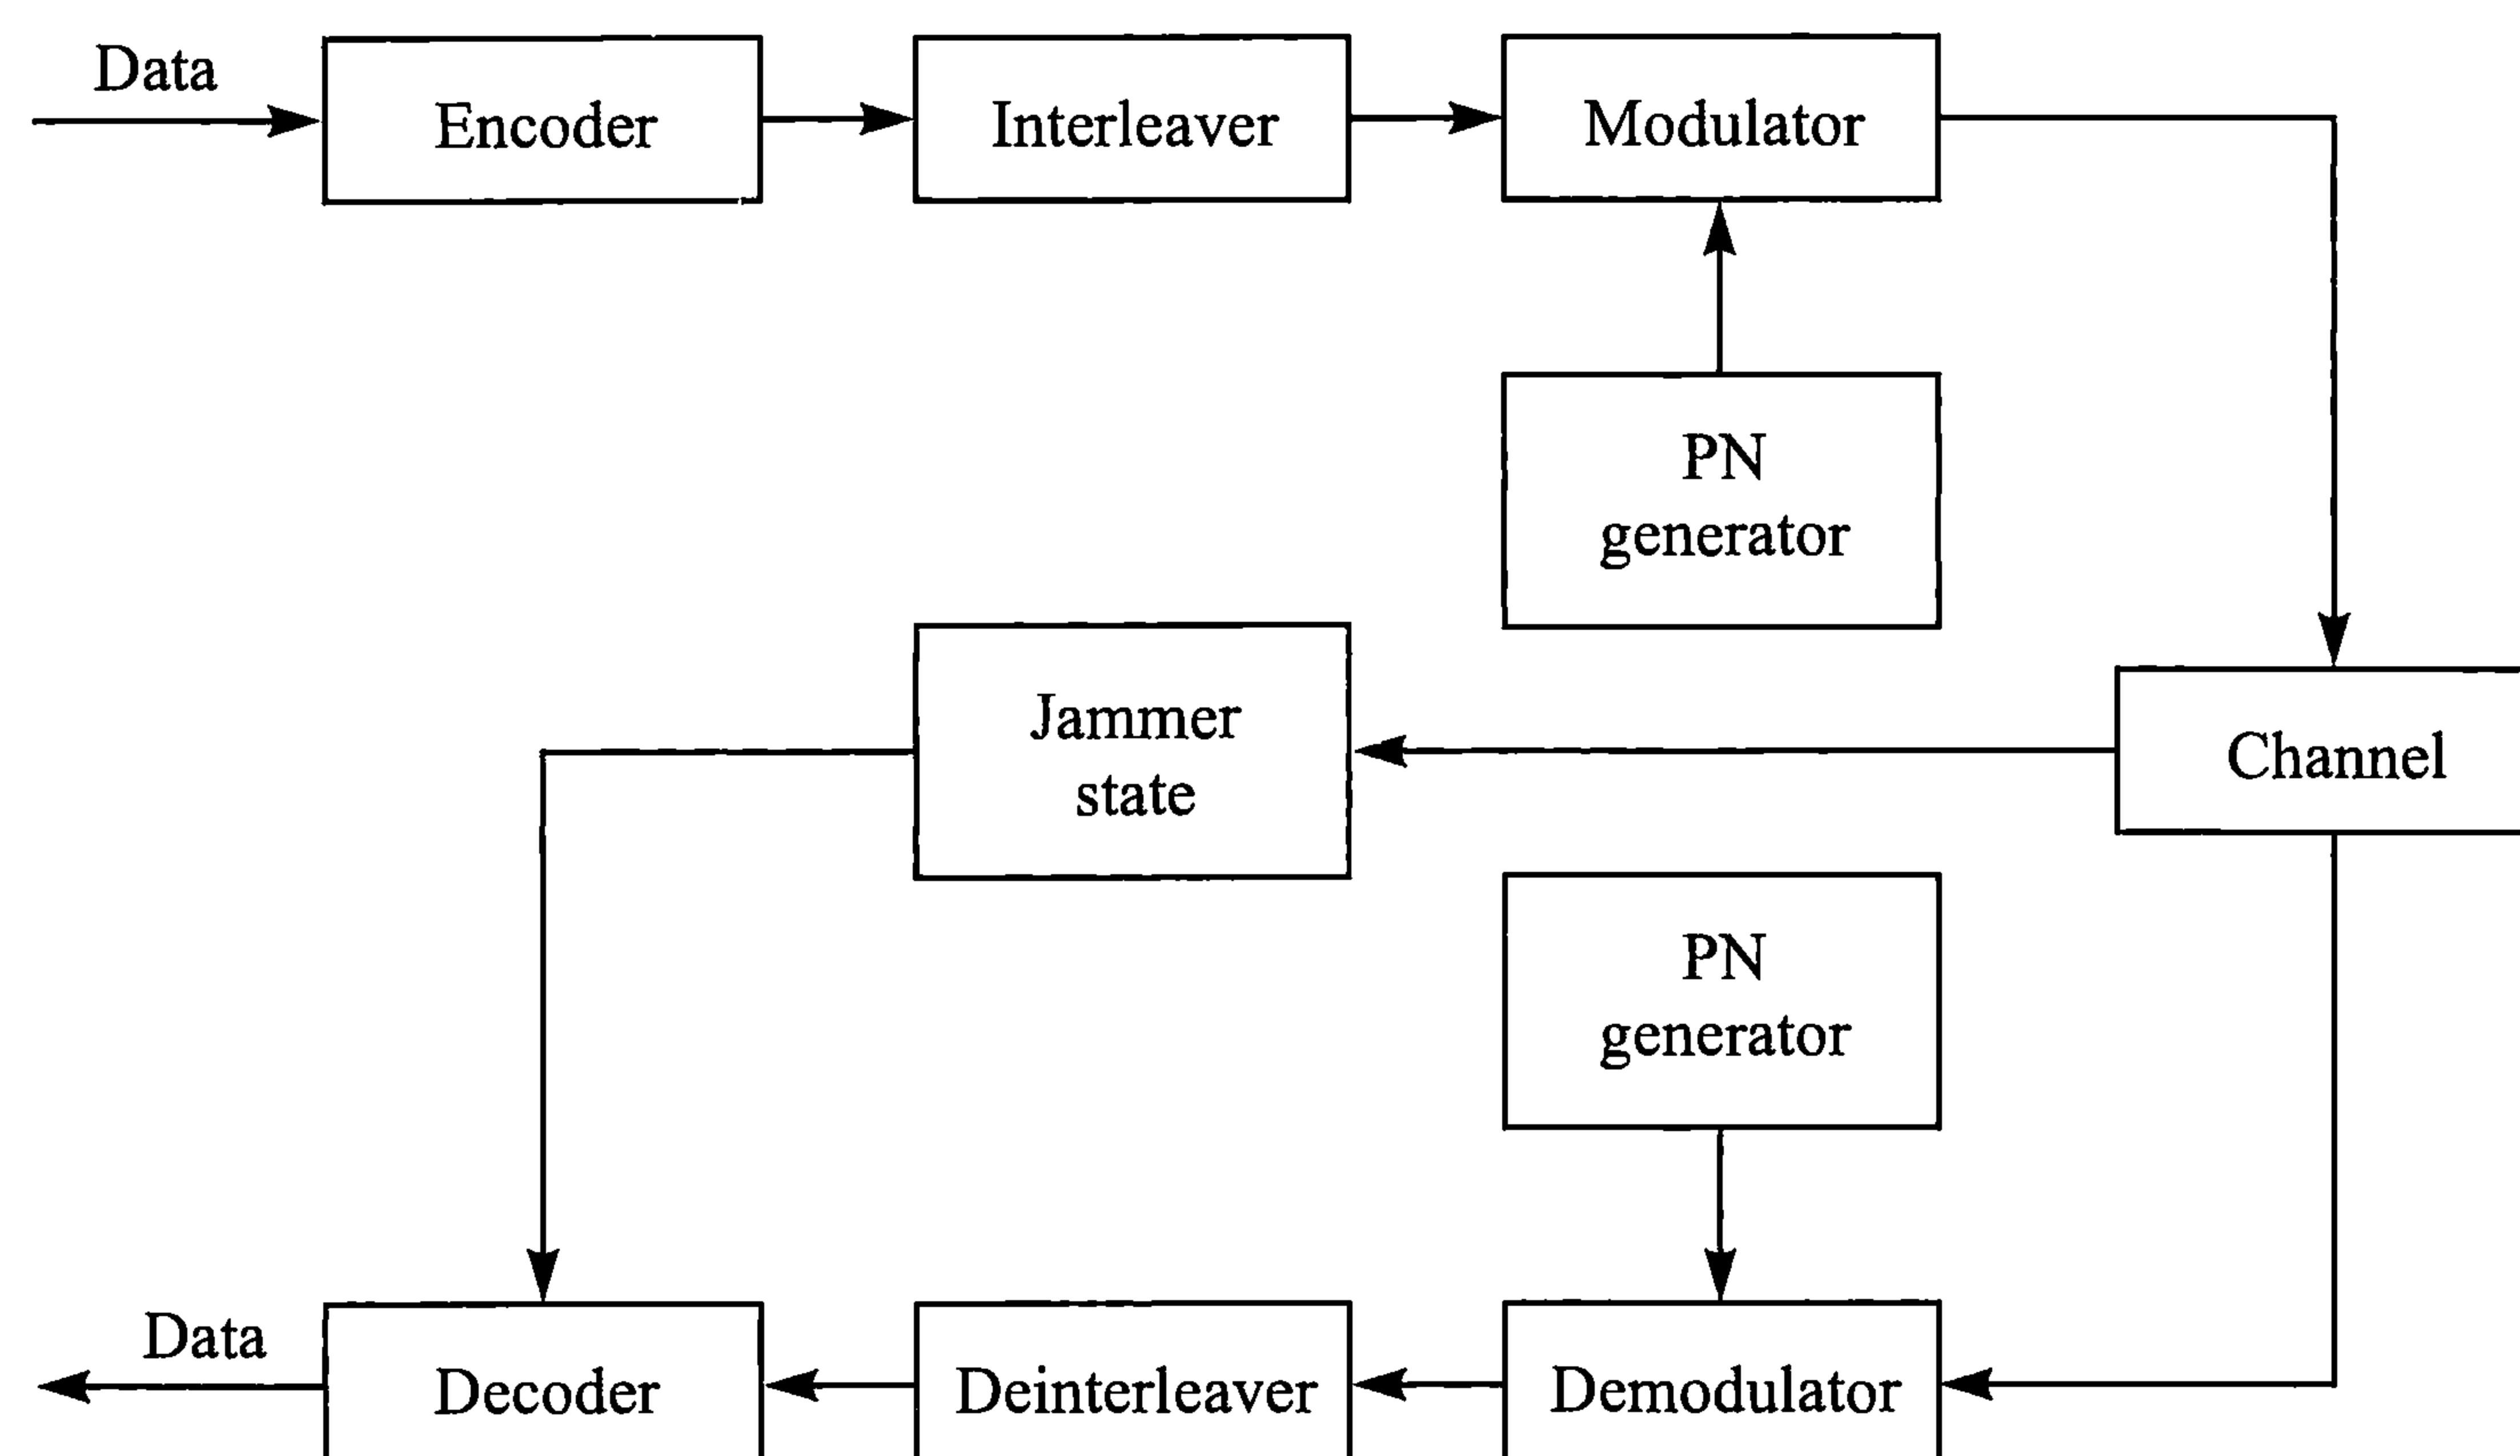 Data
Encoder
Interleaver
Modulator
PN
generator
Jammer
state
Channel
PN
generator
Data
Decoder
Deinterleaver
Demodulator